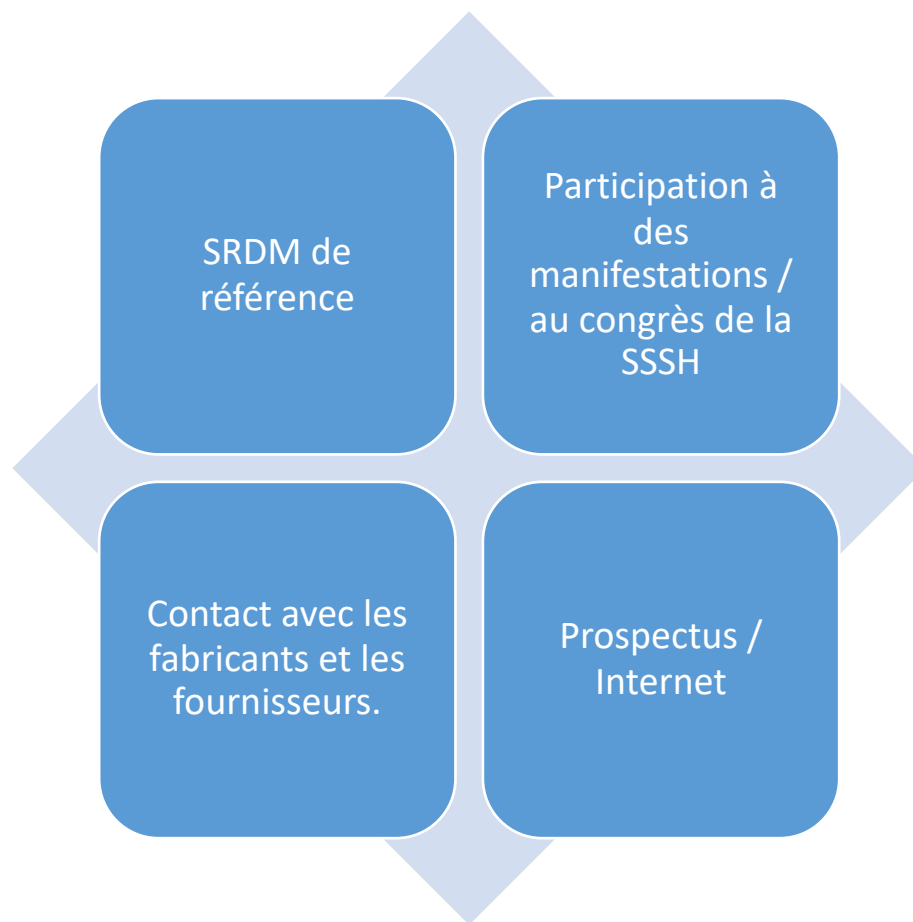 SRDM de
référence
Participation à
des
manifestations /
au congrès de la
SSSH
Contact avec les
fabricants et les
fournisseurs.
Prospectus /
Internet